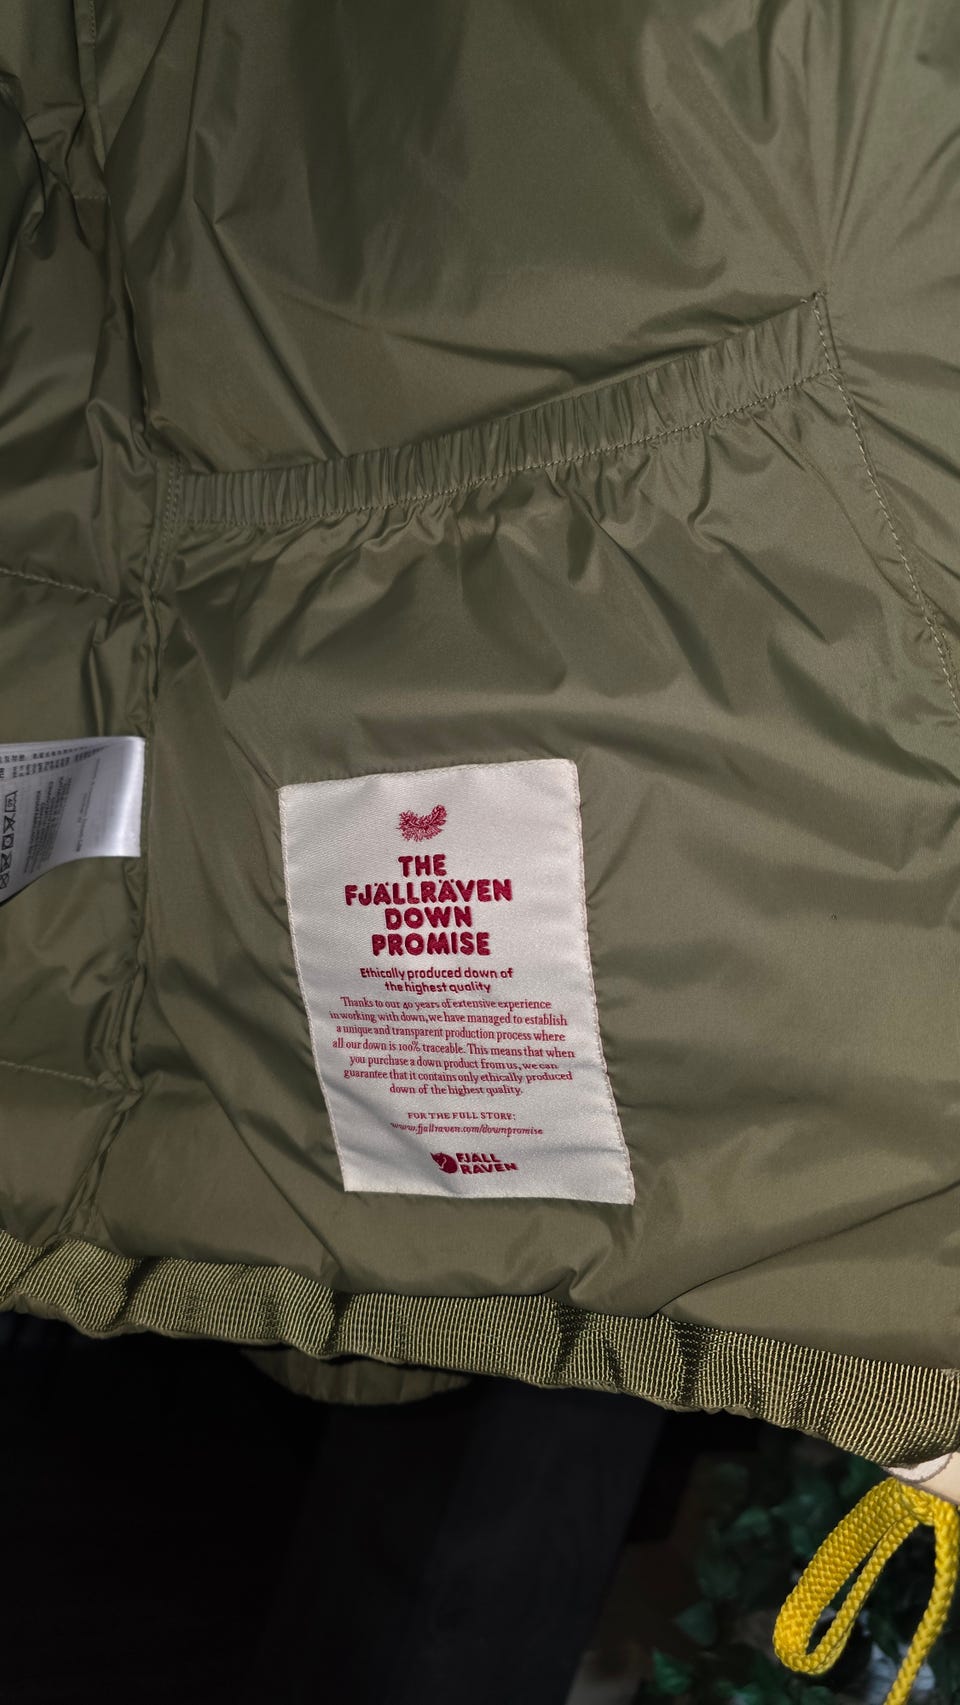 THE
FJÄLLRÄVEN
DOWN
PROMISE
Ethically produced down of
the highest quality
Thanks to our 40 years of extensive experience
in working with down, we have managed to establish
a unique and transparent production process where
all our down is 100% traceable. This means that when
you purchase a down product from us, we can
guarantee that it contains only ethically produced
down of the highest quality.
FOR THE FULL STORE:
www.fjallraven.com/downpromise
FJALL
RAVEN